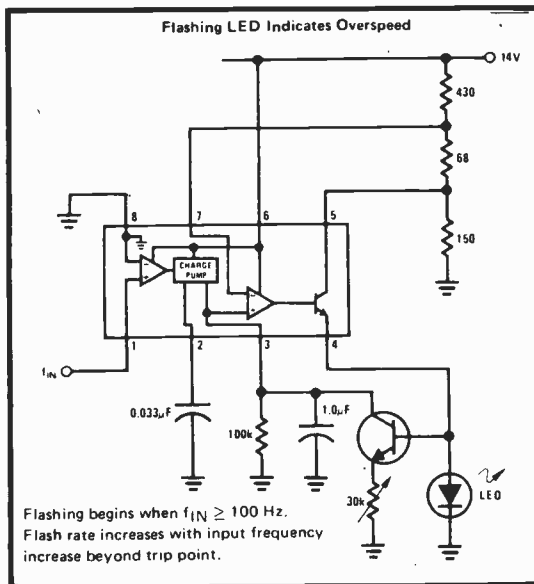 Flashing LED Indicates Overspeed
14V
430
68
150
8
7
6
5
CHARGE
PUMP
1
2
3
4
fIN
0.033µF
100k
1.0µF
30k
LED
Flashing begins when fIN ≥ 100 Hz.
Flash rate increases with input frequency
increase beyond trip point.